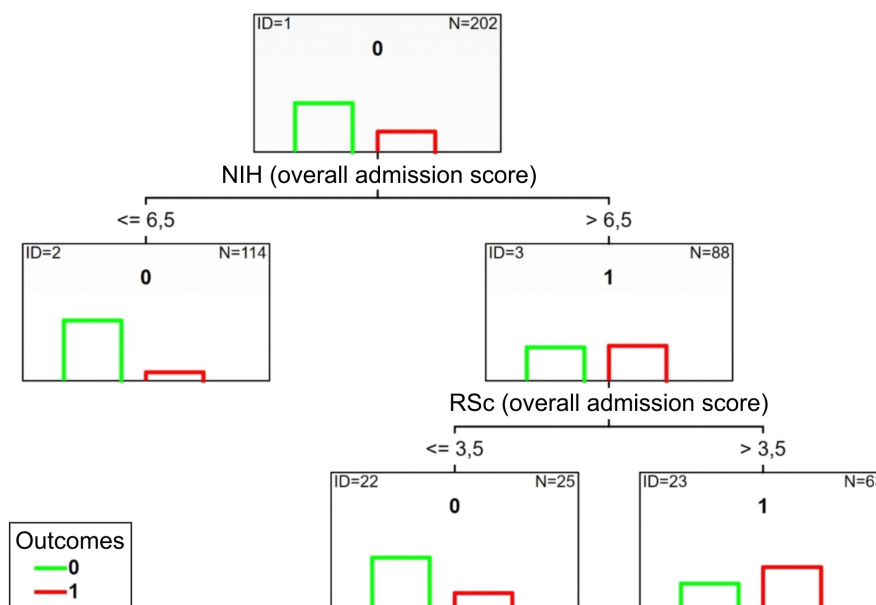 ID=1 N=202
0
NIH (overall admission score)
<= 6,5 > 6,5
ID=2 N=114
0
ID=3 N=88
1
RSc (overall admission score)
<= 3,5 > 3,5
ID=22 N=25
0
ID=23
1
Outcomes
0
1